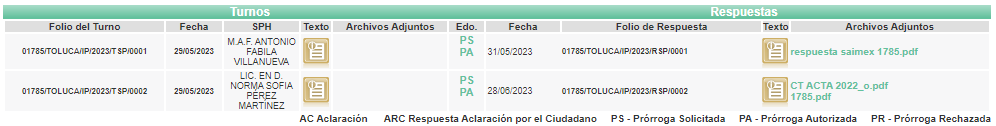 Turnos Respuestas
Folio del Turno Fecha SPH Texto Archivos Adjuntos Edo. Fecha Folio de Respuesta Texto Archivos Adjuntos
01785/TOLUCA/IP/2023/TSP/0001 29/05/2023 M.A.F. ANTONIO FABILA VILLANUEVA PS PA 31/05/2023 01785/TOLUCA/IP/2023/RSP/0001 respuesta saimex 1785.pdf
01785/TOLUCA/IP/2023/TSP/0002 29/05/2023 LIC. EN D. NORMA SOFIA PÉREZ MARTÍNEZ PS PA 28/06/2023 01785/TOLUCA/IP/2023/RSP/0002 CT ACTA 2022_o.pdf 1785.pdf
AC Aclaración ARC Respuesta Aclaración por el Ciudadano PS - Prórroga Solicitada PA - Prórroga Autorizada PR - Prórroga Rechazada